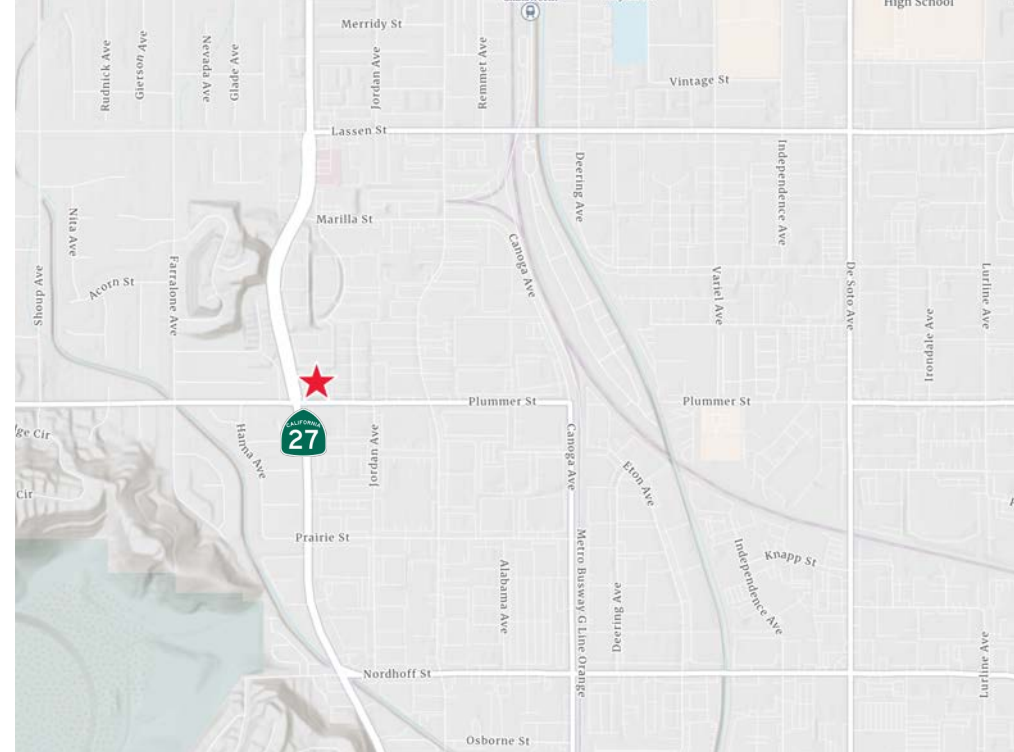 High School
Merridy St
Rudnick Ave
Gierson Ave
Nevada Ave
Glade Ave
Jordan Ave
Remmet Ave
Vintage St
Lassen St
Deering Ave
Independence Ave
Marilla St
Nita Ave
Canoga Ave
Shoup Ave
Acorn St
Farralone Ave
Variel Ave
De Soto Ave
Lurline Ave
Irondale Ave
Plummer St
Plummer St
CALIFORNIA
27
ge Cir
Hanna Ave
Jordan Ave
Canoga Ave
Eton Ave
Cir
Prairie St
Metro Busway G Line Orange
Independence Ave
Knapp St
Alabama Ave
Deering Ave
Lurline Ave
Nordhoff St
Osborne St